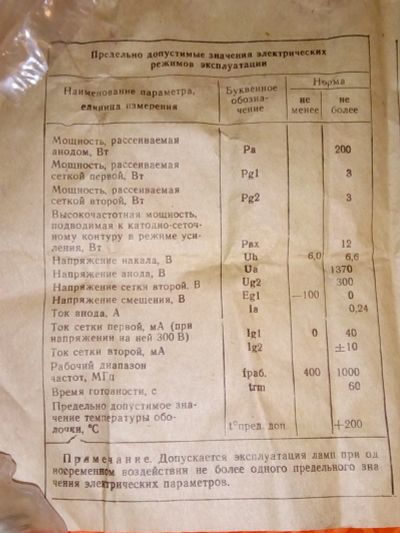 Предельно допустимые значения электрических
режимов эксплуатации
Наименование параметра,
единица измерения
Буквенное
обозна-
чение
Норма
не
менее
не
более
Мощность, рассеиваемая
анодом, Вт Pa 200
Мощность, рассеиваемая
сеткой первой, Вт Pg1 3
Мощность, рассеиваемая
сеткой второй, Вт Pg2 3
Высокочастотная мощность,
подводимая к катодно-сеточ-
ному контуру в режиме уси-
ления, Вт Pвх 12
Напряжение накала, В Uh 6,0 6,6
Напряжение анода, В Ua 1370
Напряжение сетки второй, В Ug2 300
Напряжение смещения, В Eg1 —100 0
Ток анода, А Ia 0,24
Ток сетки первой, мА (при
напряжении на ней 300 В) Ig1 0 40
Ток сетки второй, мА Ig2 ±10
Рабочий диапазон
частот, МГц fраб. 400 1000
Время готовности, с tгот 60
Предельно допустимое зна-
чение температуры обо-
лочки, °С t°пред. доп +200
Примечание. Допускается эксплуатация ламп при од
новременном воздействии не более одного предельного зна
чения электрических параметров.